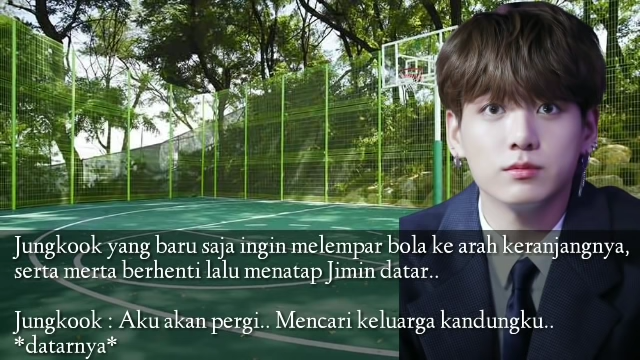 Jungkook yang baru saja ingin melempar bola ke arah keranjangnya,
serta merta berhenti lalu menatap Jimin datar..
Jungkook : Aku akan pergi.. Mencari keluarga kandungku..
*datarnya*